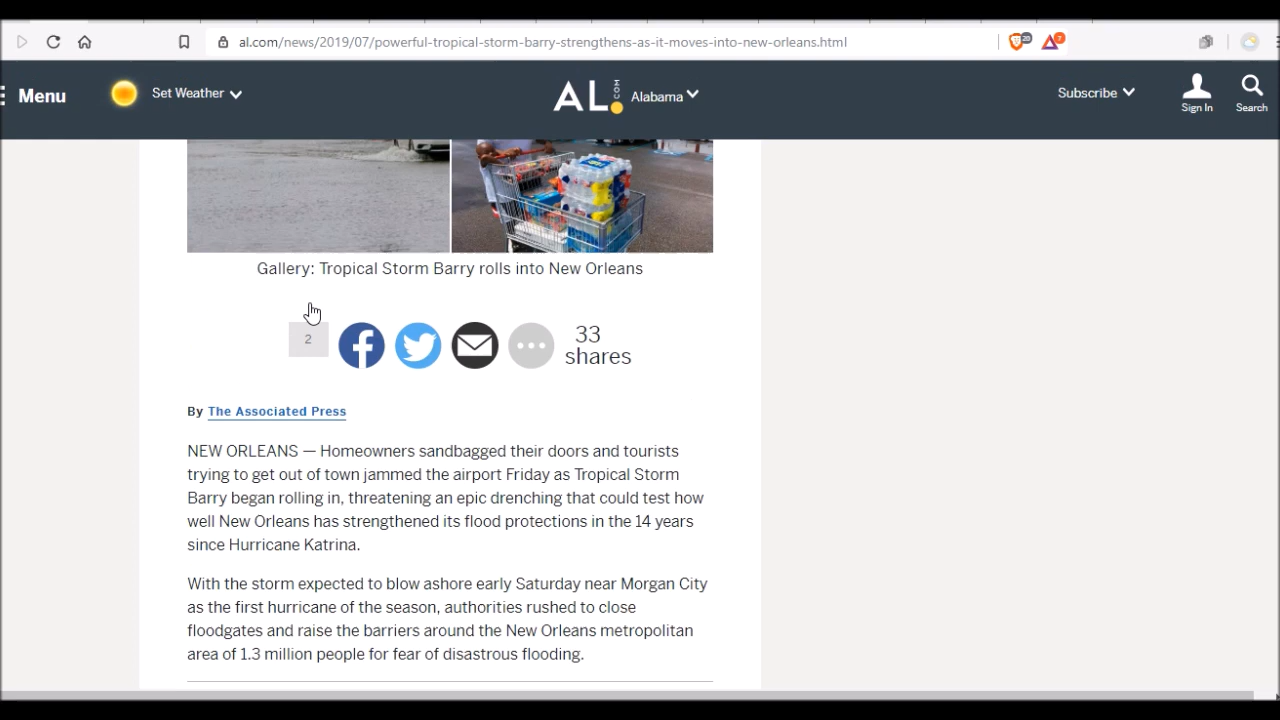 al.com/news/2019/07/powerful-tropical-storm-barry-strengthens-as-it-moves-into-new-orleans.html
20
7
Menu
Set Weather
AL.COM
Alabama
Subscribe
Sign In
Search
Gallery: Tropical Storm Barry rolls into New Orleans
2
33
shares
By The Associated Press
NEW ORLEANS — Homeowners sandbagged their doors and tourists
trying to get out of town jammed the airport Friday as Tropical Storm
Barry began rolling in, threatening an epic drenching that could test how
well New Orleans has strengthened its flood protections in the 14 years
since Hurricane Katrina.
With the storm expected to blow ashore early Saturday near Morgan City
as the first hurricane of the season, authorities rushed to close
floodgates and raise the barriers around the New Orleans metropolitan
area of 1.3 million people for fear of disastrous flooding.